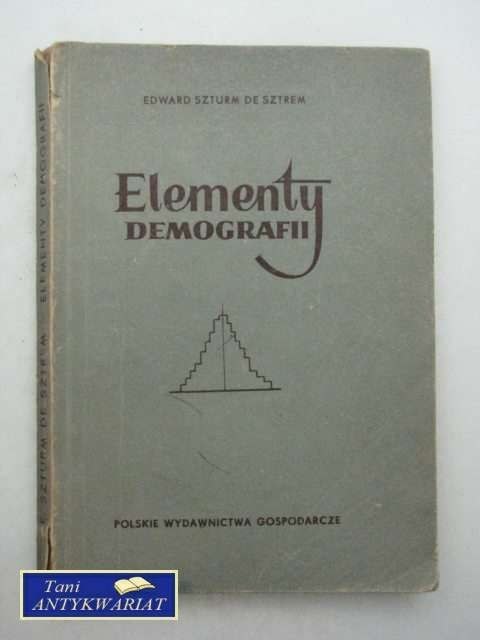 EDWARD SZTURM DE SZTREM
Elementy
DEMOGRAFII
POLSKIE WYDAWNICTWA GOSPODARCZE
E. SZTURM DE SZTREM ELEMENTY DEMOGRAFII
Tani
ANTYKWARIAT